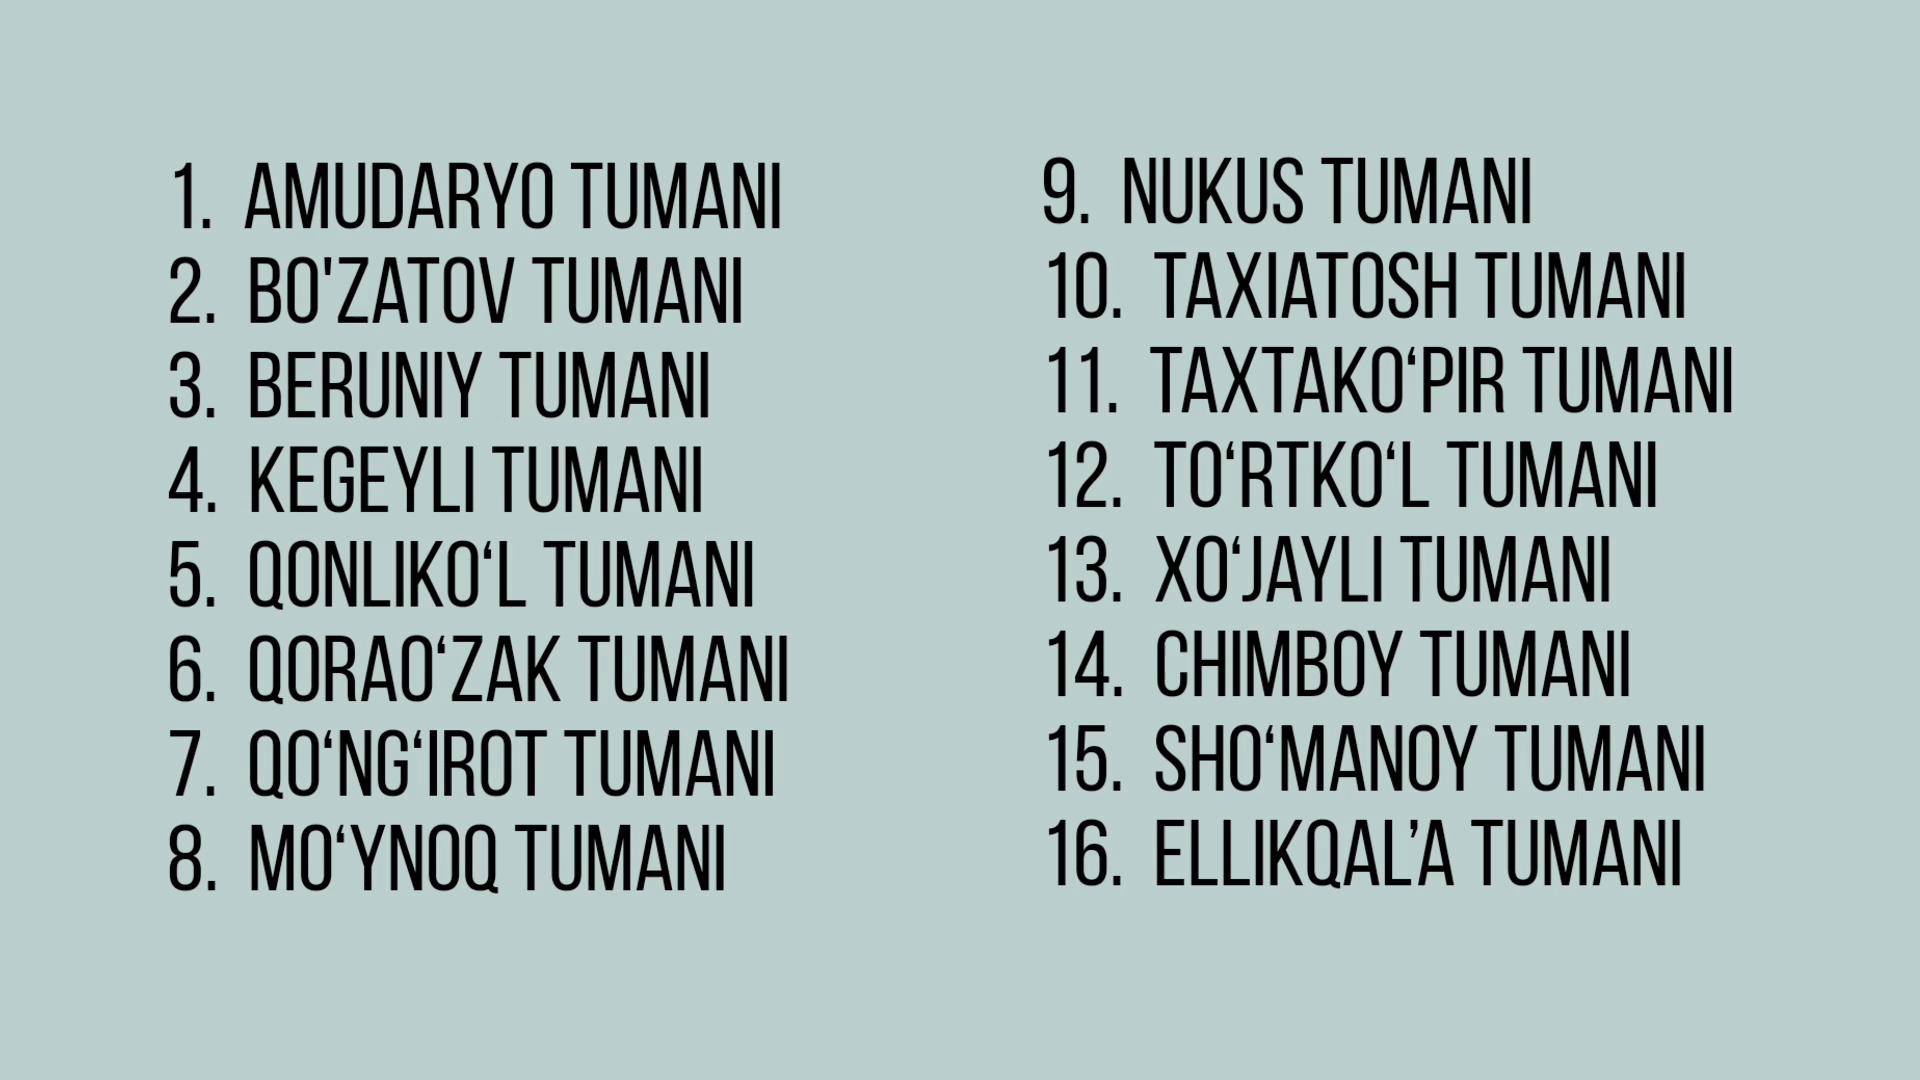 1. AMUDARYO TUMANI
2. BO'ZATOV TUMANI
3. BERUNIY TUMANI
4. KEGEYLI TUMANI
5. QONLIKO‘L TUMANI
6. QORAO‘ZAK TUMANI
7. QO‘NG‘IROT TUMANI
8. MO‘YNOQ TUMANI
9. NUKUS TUMANI
10. TAXIATOSH TUMANI
11. TAXTAKO‘PIR TUMANI
12. TO‘RTKO‘L TUMANI
13. XO‘JAYLI TUMANI
14. CHIMBOY TUMANI
15. SHO‘MANOY TUMANI
16. ELLIKQAL’A TUMANI